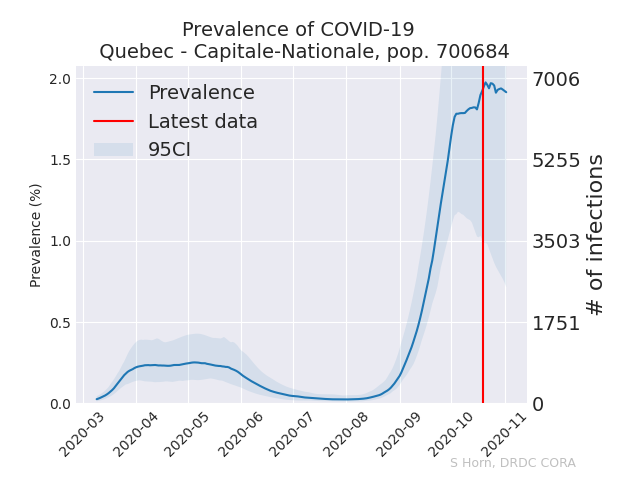 Prevalence of COVID-19
Quebec - Capitale-Nationale, pop. 700684
Prevalence
Latest data
95CI
Prevalence (%)
2.0
1.5
1.0
0.5
0.0
7006
5255
3503
1751
0
# of infections
2020-03
2020-04
2020-05
2020-06
2020-07
2020-08
2020-09
2020-10
2020-11
S Horn, DRDC CORA